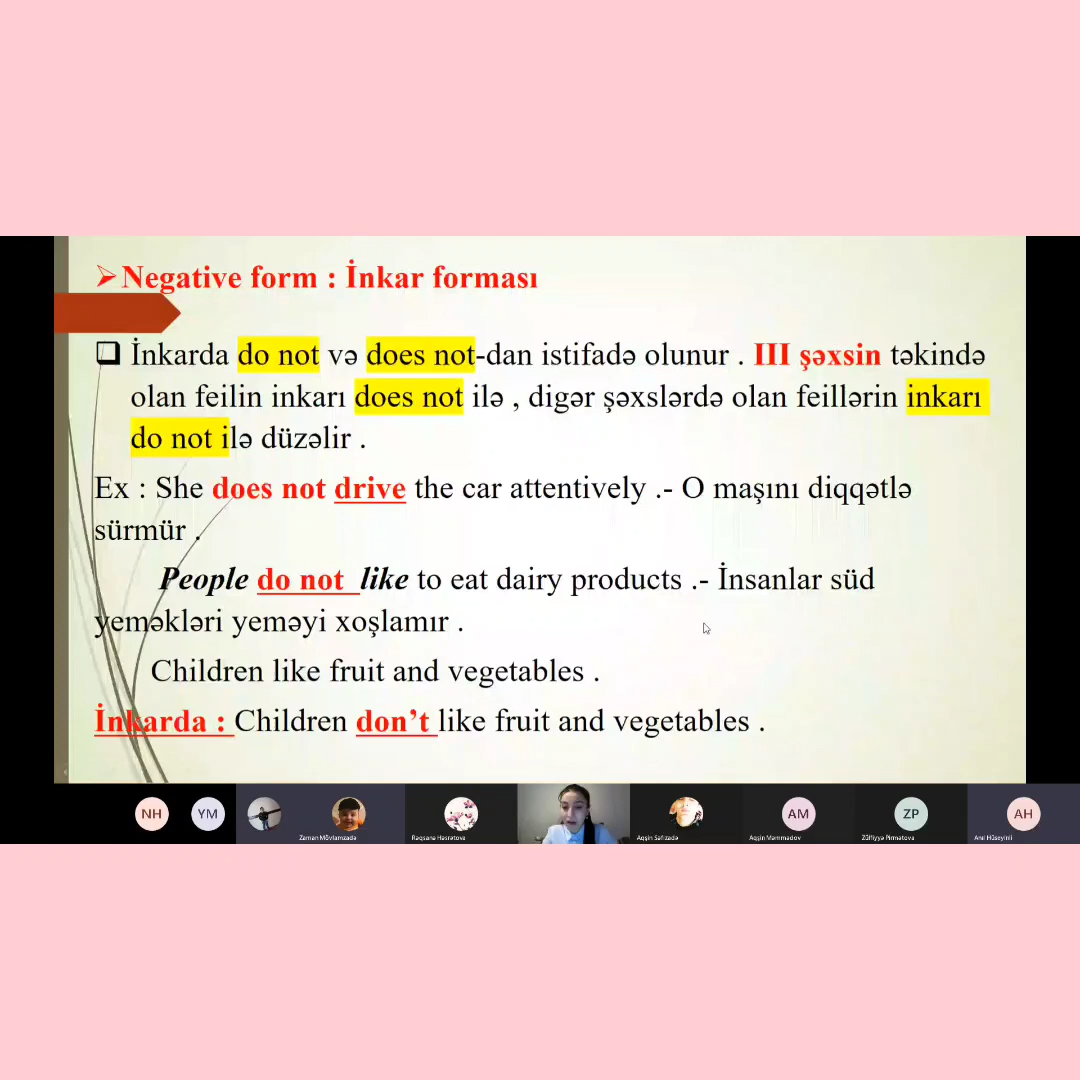 Negative form : İnkar forması
İnkarda do not və does not-dan istifadə olunur . III şəxsin təkində
olan feilin inkarı does not ilə , digər şəxslərdə olan feillərin inkarı
do not ilə düzəlir .
Ex : She does not drive the car attentively .- O maşını diqqətlə
sürmür .
People do not like to eat dairy products .- İnsanlar süd
yeməkləri yeməyi xoşlamır .
Children like fruit and vegetables .
İnkarda : Children don’t like fruit and vegetables .
NH YM AM ZP AH
Zaman Mövlamzadə Rəqsanə Həsrətova Aqşin Səfizadə Aqşin Məmmədov Zülfiyyə Pirmətova Anıl Hüseyinli